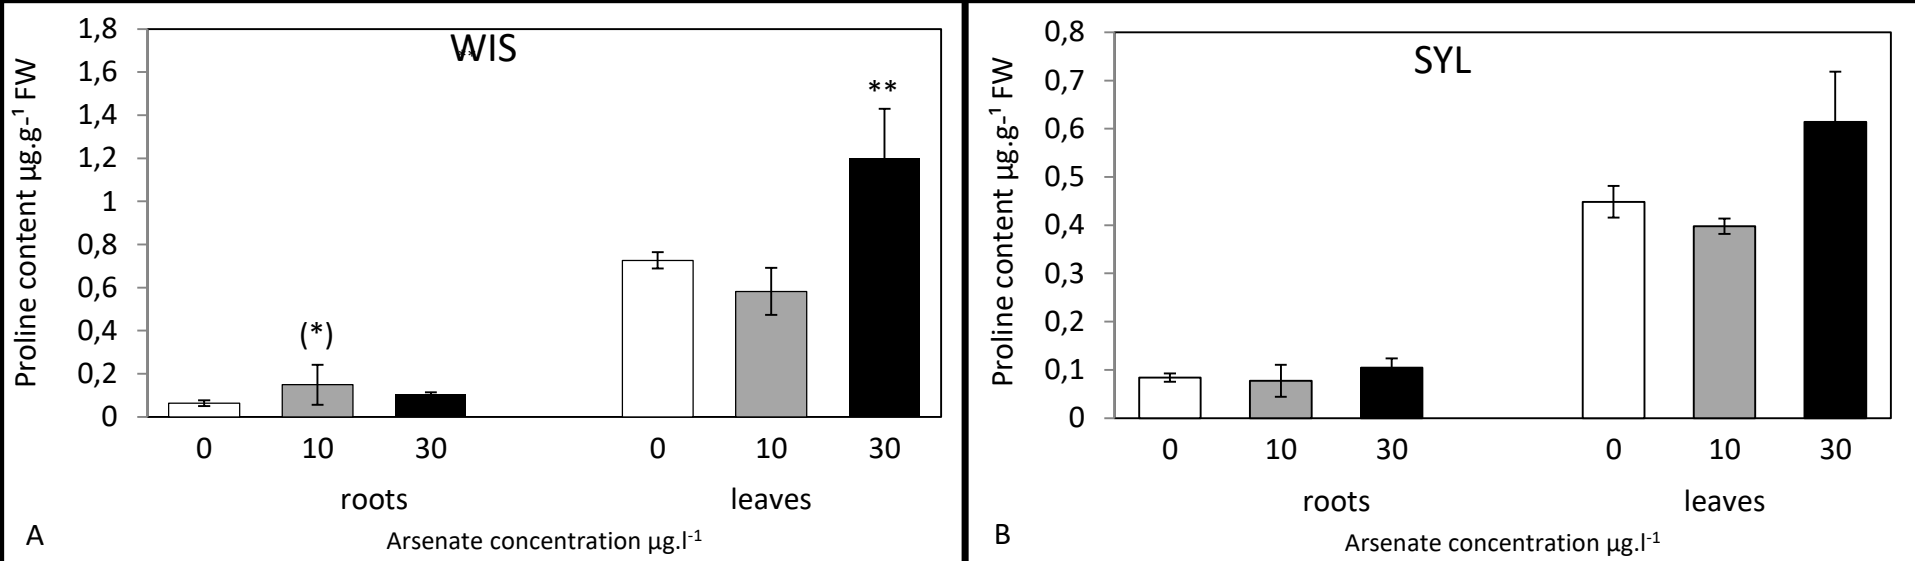 WIS
**
Proline content µg.g-¹ FW
1,8
1,6
1,4
1,2
1
0,8
0,6
0,4
0,2
0
(*)
**
0 10 30 0 10 30
roots leaves
Arsenate concentration µg.l-1
A
SYL
Proline content µg.g-¹ FW
0,8
0,7
0,6
0,5
0,4
0,3
0,2
0,1
0
0 10 30 0 10 30
roots leaves
Arsenate concentration µg.l-1
B